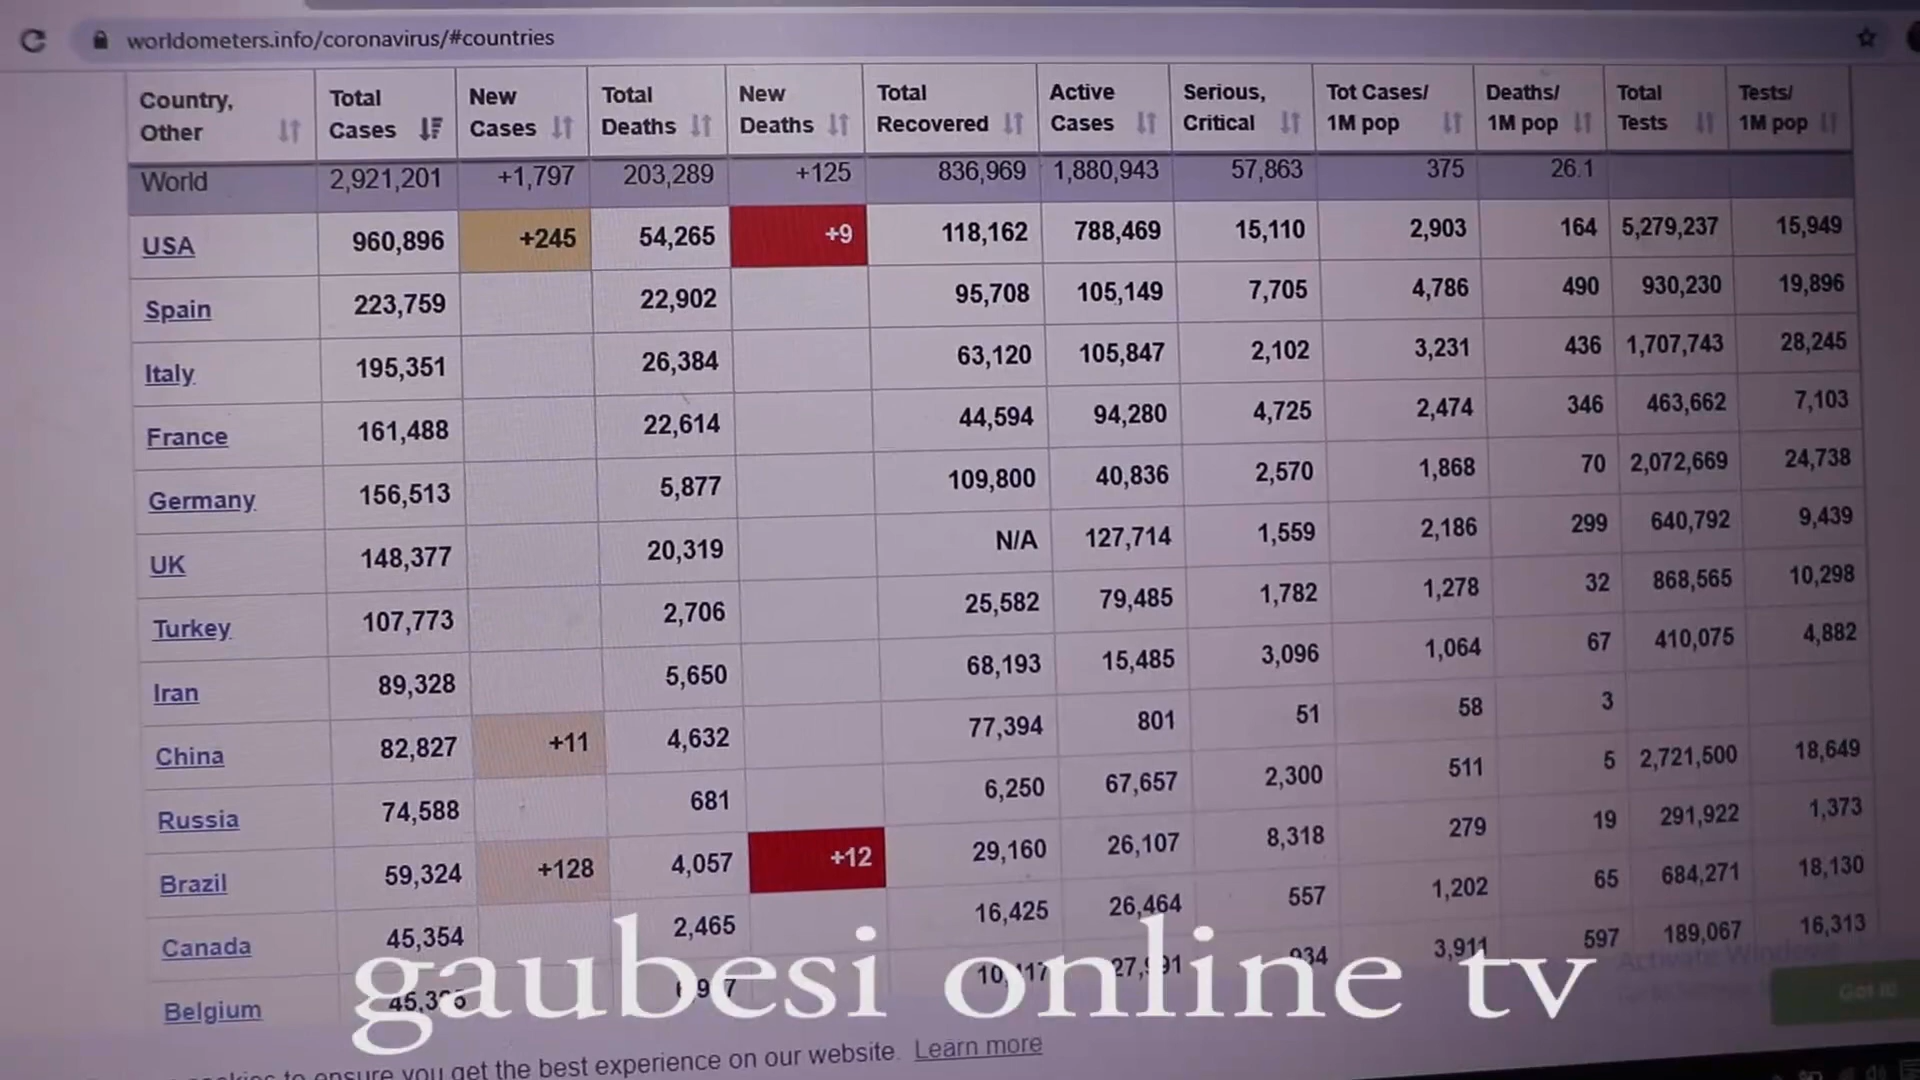 worldometers.info/coronavirus/#countries
Country, Other Total Cases New Cases Total Deaths New Deaths Total Recovered Active Cases Serious, Critical Tot Cases/ 1M pop Deaths/ 1M pop Total Tests Tests/ 1M pop
World 2,921,201 +1,797 203,289 +125 836,969 1,880,943 57,863 375 26.1
USA 960,896 +245 54,265 +9 118,162 788,469 15,110 2,903 164 5,279,237 15,949
Spain 223,759 22,902 95,708 105,149 7,705 4,786 490 930,230 19,896
Italy 195,351 26,384 63,120 105,847 2,102 3,231 436 1,707,743 28,245
France 161,488 22,614 44,594 94,280 4,725 2,474 346 463,662 7,103
Germany 156,513 5,877 109,800 40,836 2,570 1,868 70 2,072,669 24,738
UK 148,377 20,319 N/A 127,714 1,559 2,186 299 640,792 9,439
Turkey 107,773 2,706 25,582 79,485 1,782 1,278 32 868,565 10,298
Iran 89,328 5,650 68,193 15,485 3,096 1,064 67 410,075 4,882
China 82,827 +11 4,632 77,394 801 51 58 3
Russia 74,588 681 6,250 67,657 2,300 511 5 2,721,500 18,649
Brazil 59,324 +128 4,057 +12 29,160 26,107 8,318 279 19 291,922 1,373
Canada 45,354 2,465 16,425 26,464 557 1,202 65 684,271 18,130
Belgium 3,911 597 189,067 16,313
gaubesi online tv
Activate Windows
Got it!
to ensure you get the best experience on our website. Learn more